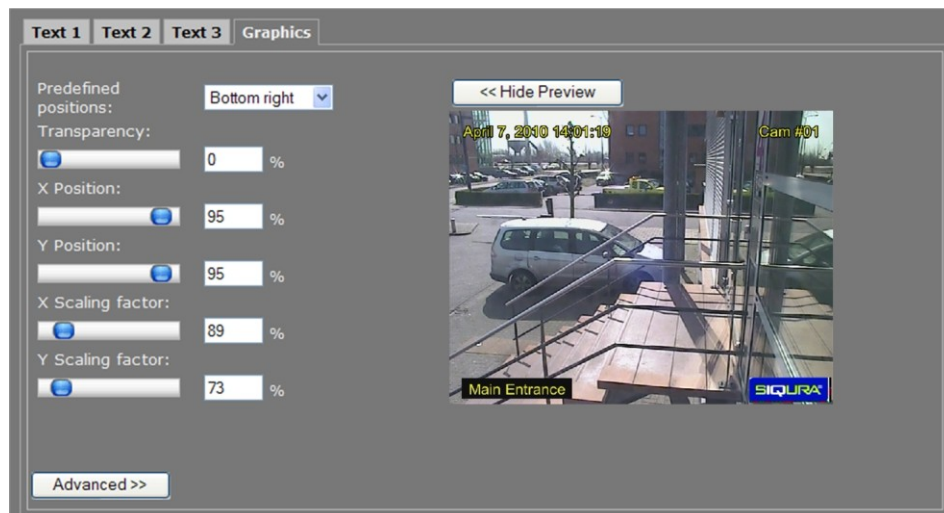 Text 1 Text 2 Text 3 Graphics
Predefined
positions:
Bottom right
<< Hide Preview
Transparency:
0 %
X Position:
95 %
Y Position:
95 %
X Scaling factor:
89 %
Y Scaling factor:
73 %
Advanced >>
April 7, 2010 14:01:19
Cam #01
Main Entrance
SIQURA